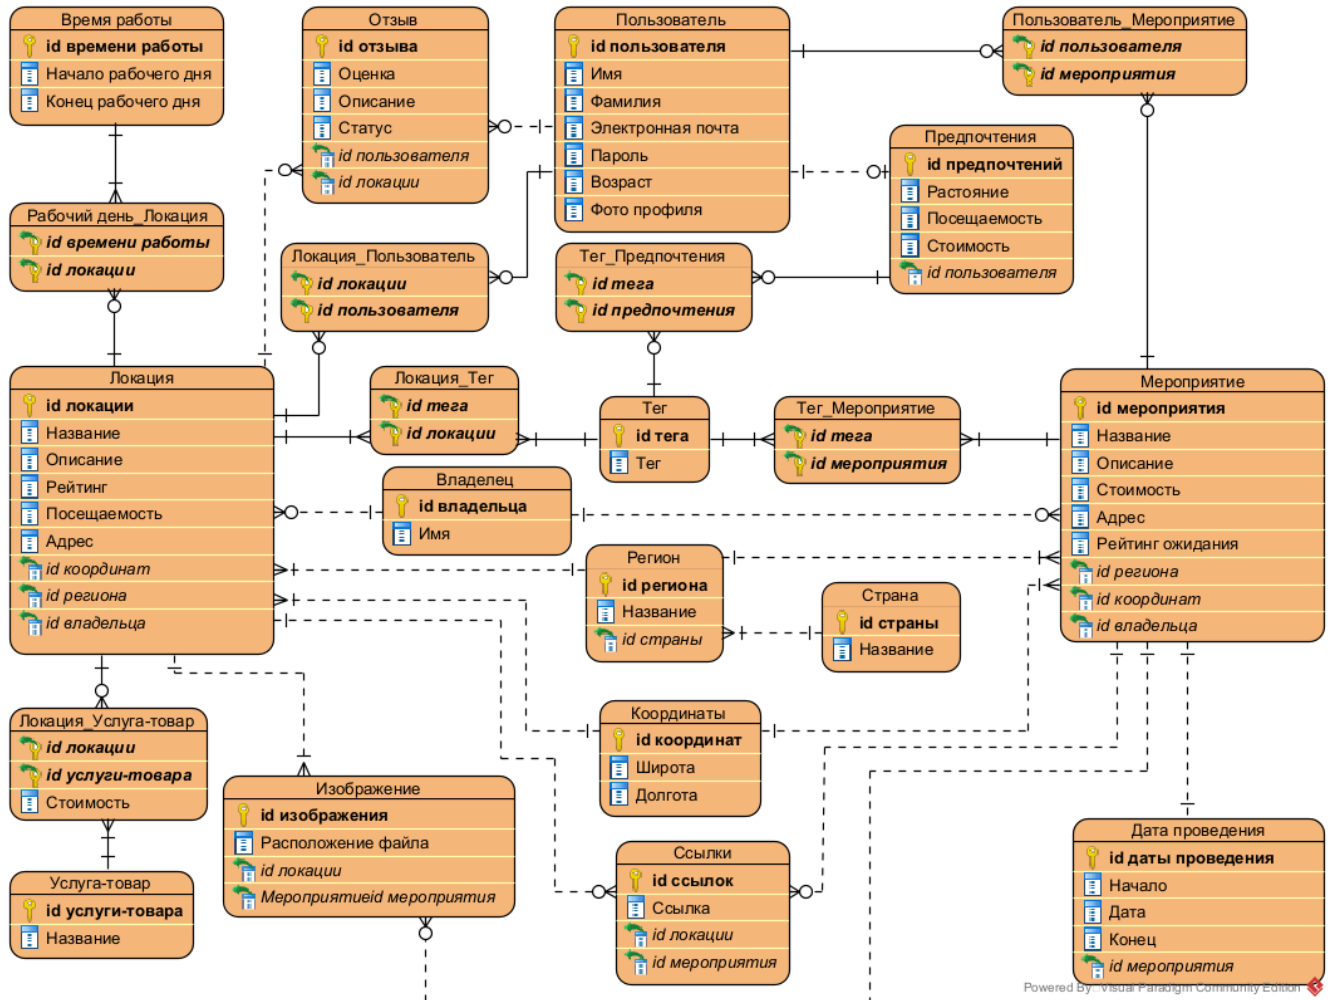 Время работы
id времени работы
Начало рабочего дня
Конец рабочего дня
Отзыв
id отзыва
Оценка
Описание
Статус
id пользователя
id локации
Пользователь
id пользователя
Имя
Фамилия
Электронная почта
Пароль
Возраст
Фото профиля
Пользователь_Мероприятие
id пользователя
id мероприятия
Предпочтения
id предпочтений
Растояние
Посещаемость
Стоимость
id пользователя
Рабочий день_Локация
id времени работы
id локации
Локация_Пользователь
id локации
id пользователя
Тег_Предпочтения
id тега
id предпочтения
Локация
id локации
Название
Описание
Рейтинг
Посещаемость
Адрес
id координат
id региона
id владельца
Локация_Тег
id тега
id локации
Тег
id тега
Тег
Тег_Мероприятие
id тега
id мероприятия
Мероприятие
id мероприятия
Название
Описание
Стоимость
Адрес
Рейтинг ожидания
id региона
id координат
id владельца
Владелец
id владельца
Имя
Регион
id региона
Название
id страны
Страна
id страны
Название
Локация_Услуга-товар
id локации
id услуги-товара
Стоимость
Координаты
id координат
Широта
Долгота
Изображение
id изображения
Расположение файла
id локации
Мероприятиеid мероприятия
Услуга-товар
id услуги-товара
Название
Ссылки
id ссылок
Ссылка
id локации
id мероприятия
Дата проведения
id даты проведения
Начало
Дата
Конец
id мероприятия
Powered By: Visual Paradigm Community Edition